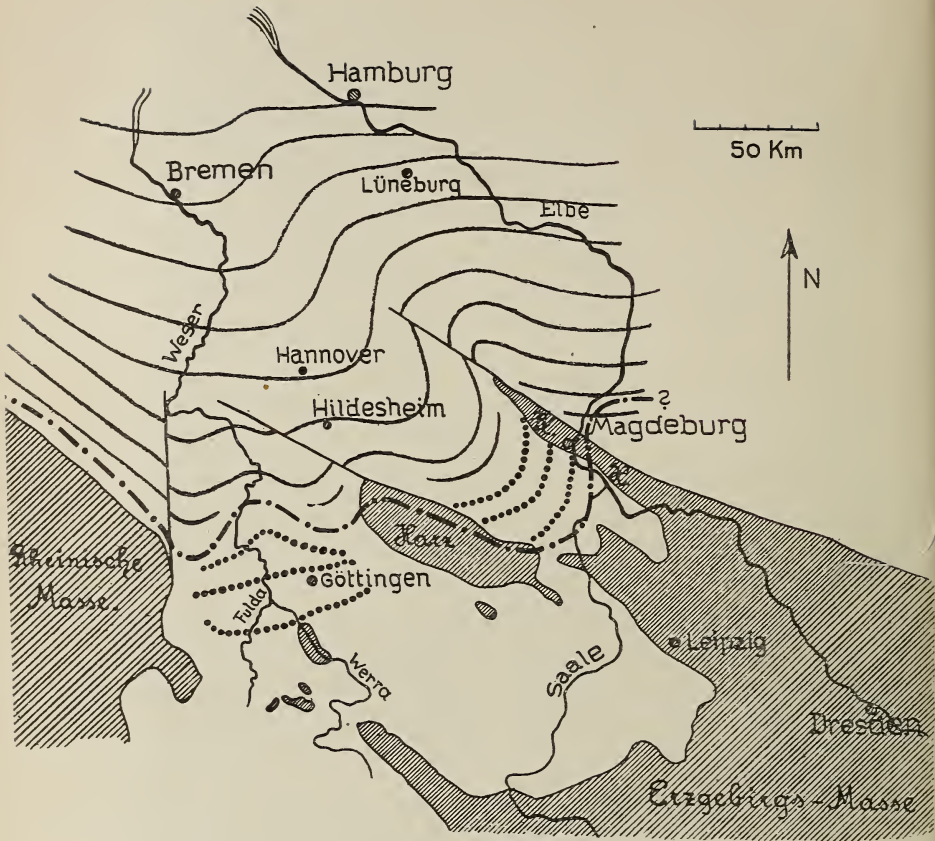 Hamburg
50 Km
Bremen
Lüneburg
Elbe
N
Weser
Hannover
?
Hildesheim
Magdeburg
Harz
Rheinische
Masse.
Göttingen
Fulda
Werra
Leipzig
Saale
Dresden
Erzgebirgs-Masse